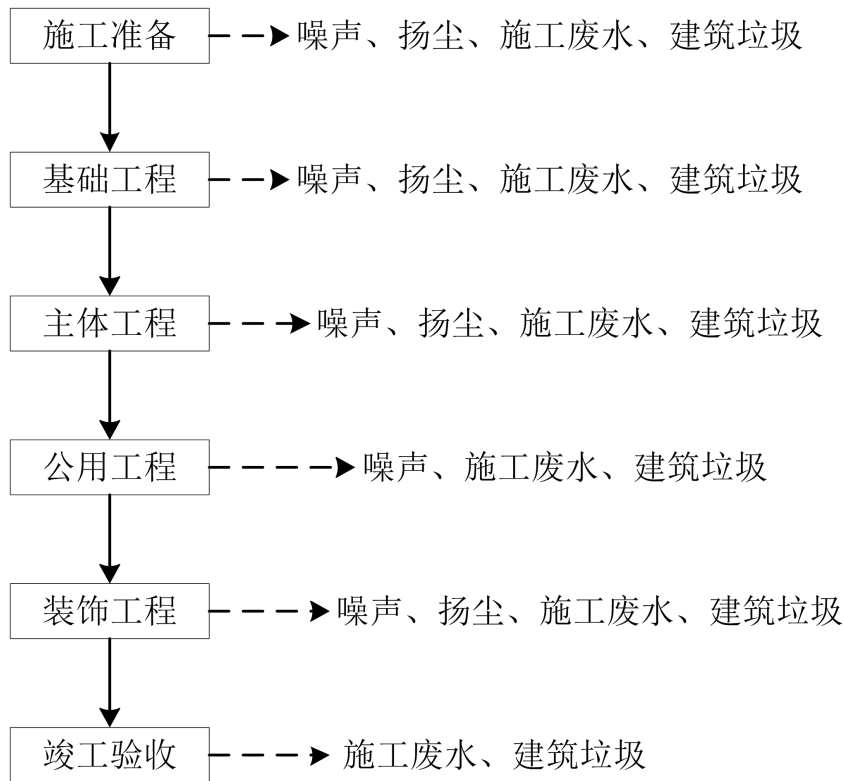 施工准备 噪声、扬尘、施工废水、建筑垃圾
基础工程 噪声、扬尘、施工废水、建筑垃圾
主体工程 噪声、扬尘、施工废水、建筑垃圾
公用工程 噪声、施工废水、建筑垃圾
装饰工程 噪声、扬尘、施工废水、建筑垃圾
竣工验收 施工废水、建筑垃圾